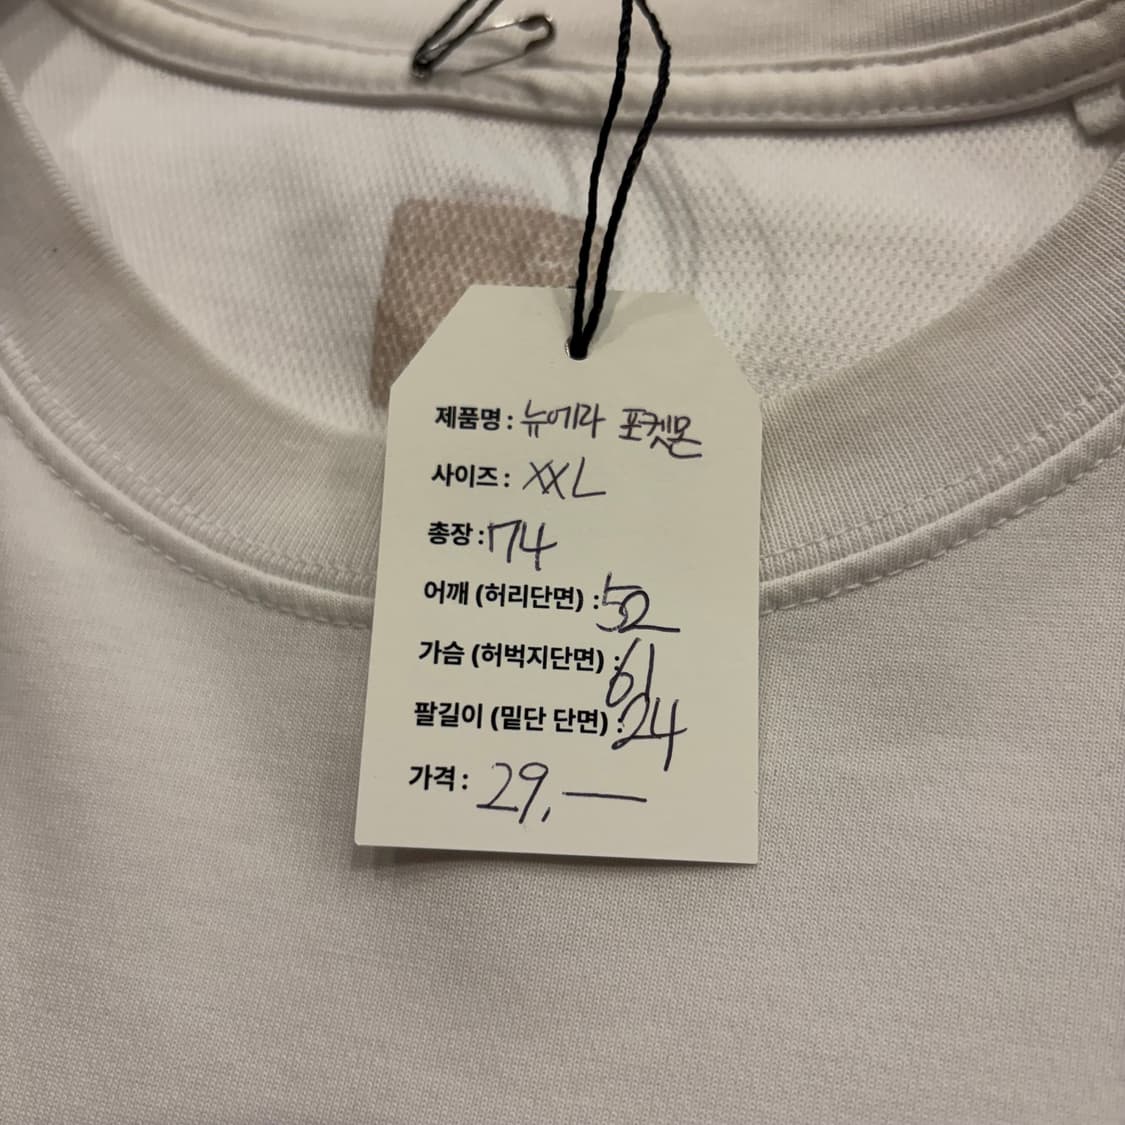 제품명 : 뉴에라 포켓몬
사이즈 : XXL
총장 : 74
어깨 (허리단면) : 52
가슴 (허벅지단면) : 61
팔길이 (밑단 단면) : 24
가격 : 29,—